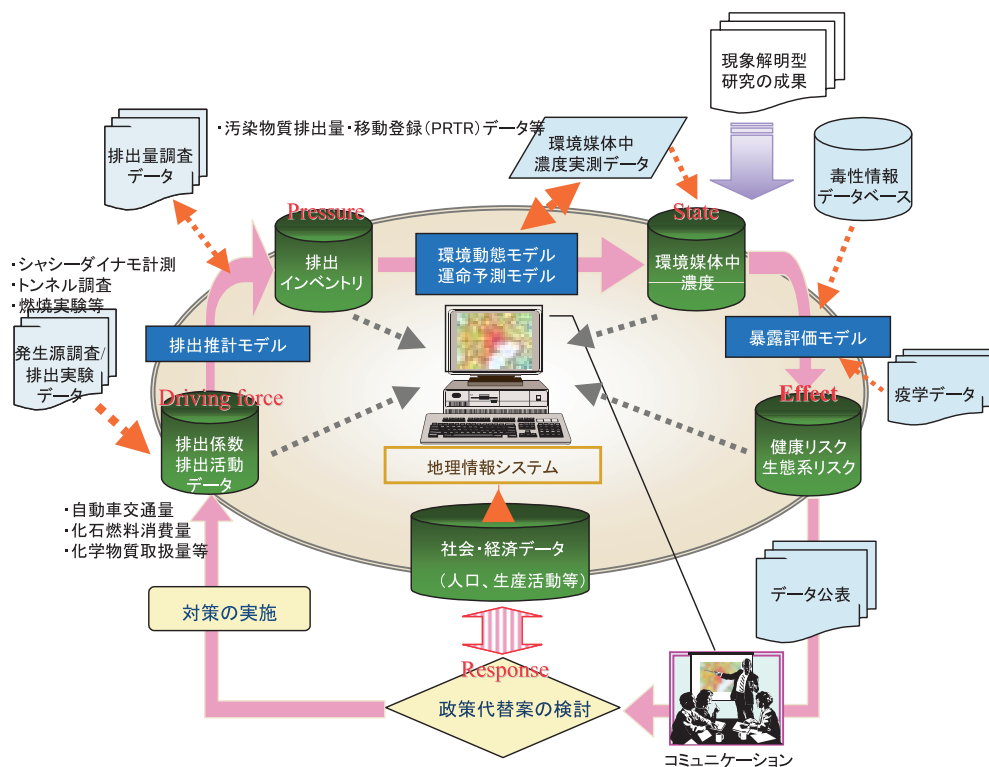 現象解明型
研究の成果
・汚染物質排出量・移動登録(PRTR)データ等
排出量調査
データ
環境媒体中
濃度実測データ
毒性情報
データベース
Pressure
State
排出
インベントリ
環境動態モデル
運命予測モデル
環境媒体中
濃度
・シャシーダイナモ計測
・トンネル調査
・燃焼実験等
発生源調査/
排出実験
データ
排出推計モデル
暴露評価モデル
疫学データ
Driving force
Effect
排出係数
排出活動
データ
健康リスク
生態系リスク
地理情報システム
・自動車交通量
・化石燃料消費量
・化学物質取扱量等
社会・経済データ
(人口、生産活動等)
データ公表
対策の実施
Response
政策代替案の検討
コミュニケーション